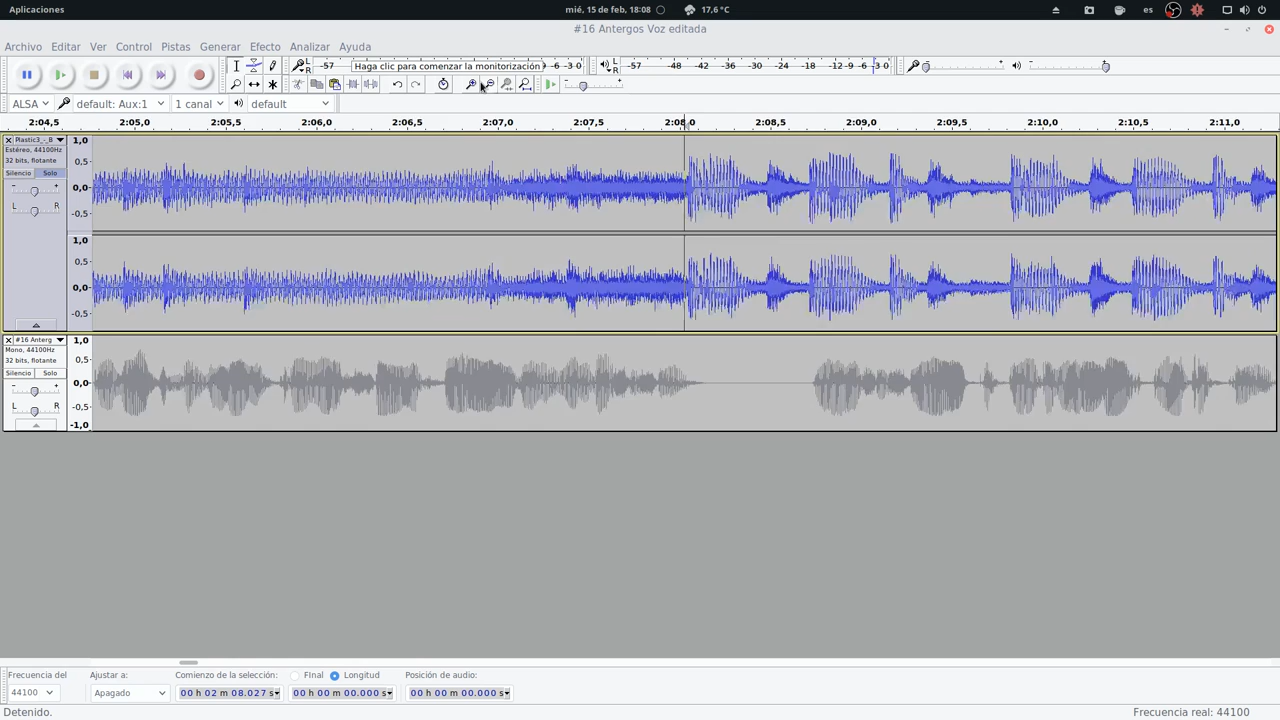 Aplicaciones
mié, 15 de feb, 18:08
17,6 °C
es
#16 Antergos Voz editada
Archivo Editar Ver Control Pistas Generar Efecto Analizar Ayuda
L R -57 Haga clic para comenzar la monitorización -6 -3 0
L R -57 -48 -42 -36 -30 -24 -18 -12 -9 -6 -3 0
- +
- +
- +
ALSA default: Aux:1 1 canal default
2:04,5 2:05,0 2:05,5 2:06,0 2:06,5 2:07,0 2:07,5 2:08,0 2:08,5 2:09,0 2:09,5 2:10,0 2:10,5 2:11,0
Plastic3_-_B
Estéreo, 44100Hz
32 bits, flotante
Silencio Solo
- +
L R
1,0
0,5
0,0
-0,5
1,0
0,5
0,0
-0,5
#16 Anterg
Mono, 44100Hz
32 bits, flotante
Silencio Solo
- +
L R
1,0
0,5
0,0
-0,5
-1,0
Frecuencia del Ajustar a: Comienzo de la selección: FInal Longitud Posición de audio:
44100 Apagado 00 h 02 m 08.027 s 00 h 00 m 00.000 s 00 h 00 m 00.000 s
Detenido. Frecuencia real: 44100